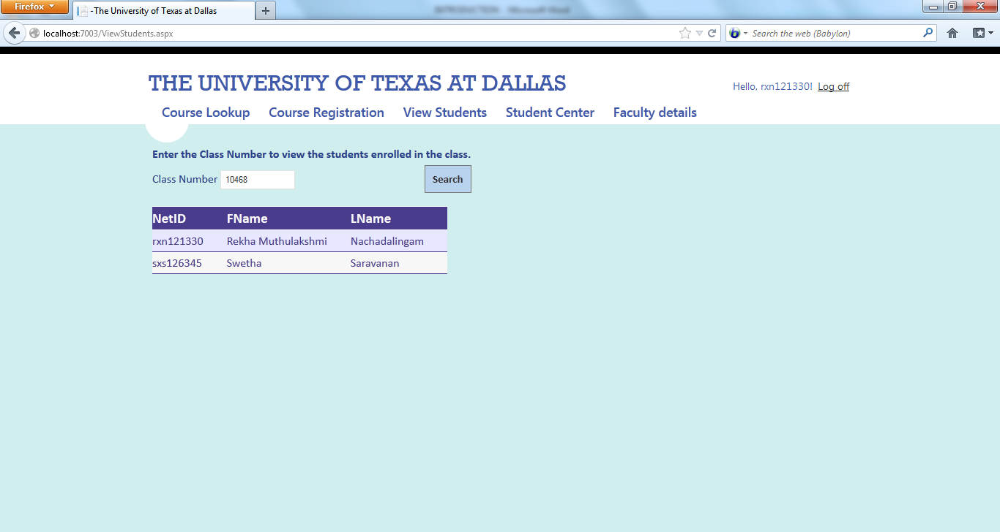 Firefox
-The University of Texas at Dallas
INTRODUCTION - Microsoft Word
localhost:7003/ViewStudents.aspx
Search the web (Babylon)
THE UNIVERSITY OF TEXAS AT DALLAS
Hello, rxn121330! Log off
Course Lookup Course Registration View Students Student Center Faculty details
Enter the Class Number to view the students enrolled in the class.
Class Number 10468 Search
NetID FName LName
rxn121330 Rekha Muthulakshmi Nachadalingam
sxs126345 Swetha Saravanan